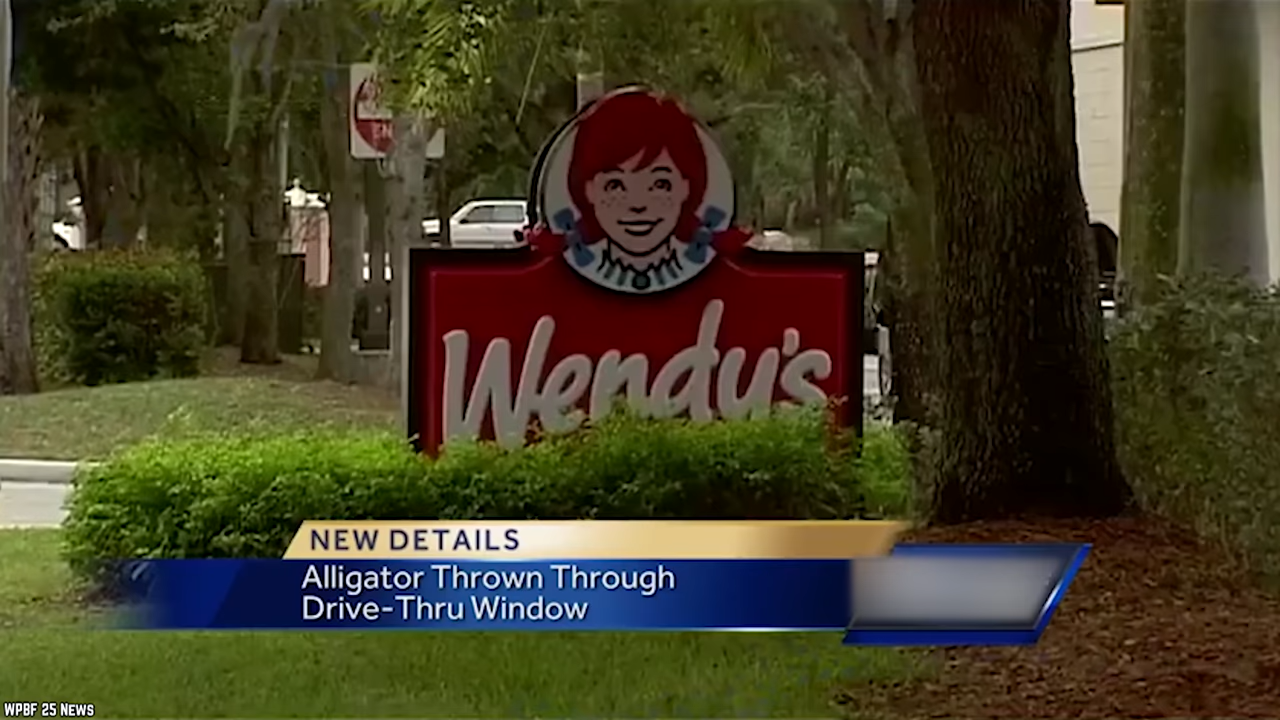 Wendy's
NEW DETAILS
Alligator Thrown Through
Drive-Thru Window
WPBF 25 News